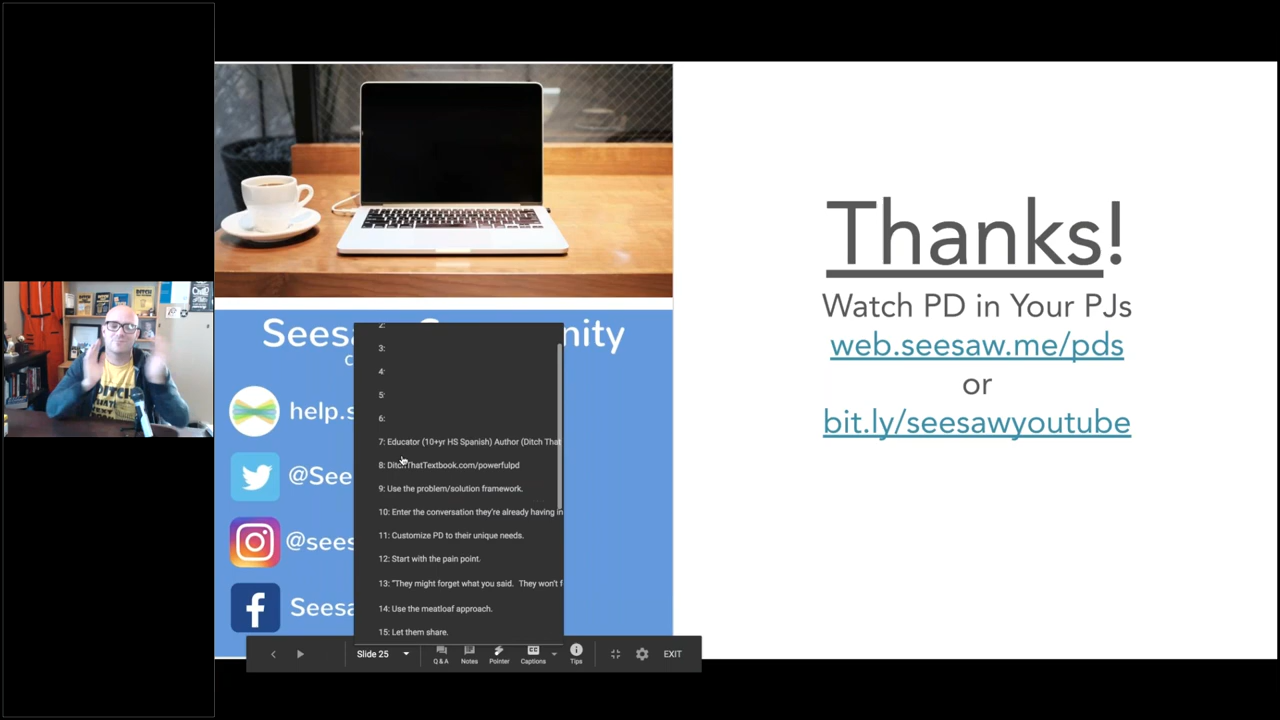 Thanks!
Watch PD in Your PJs
web.seesaw.me/pds
or
bit.ly/seesawyoutube
Sees
nity
C
help.s
@See
@sees
Sees
2:
3:
4:
5:
6:
7: Educator (10+yr HS Spanish) Author (Ditch That
8: DitchThatTextbook.com/powerfulpd
9: Use the problem/solution framework.
10: Enter the conversation they're already having in
11: Customize PD to their unique needs.
12: Start with the pain point.
13: "They might forget what you said. They won't f
14: Use the meatloaf approach.
15: Let them share.
Slide 25
Q&A
Notes
Pointer
CC
Captions
Tips
EXIT
DITCH